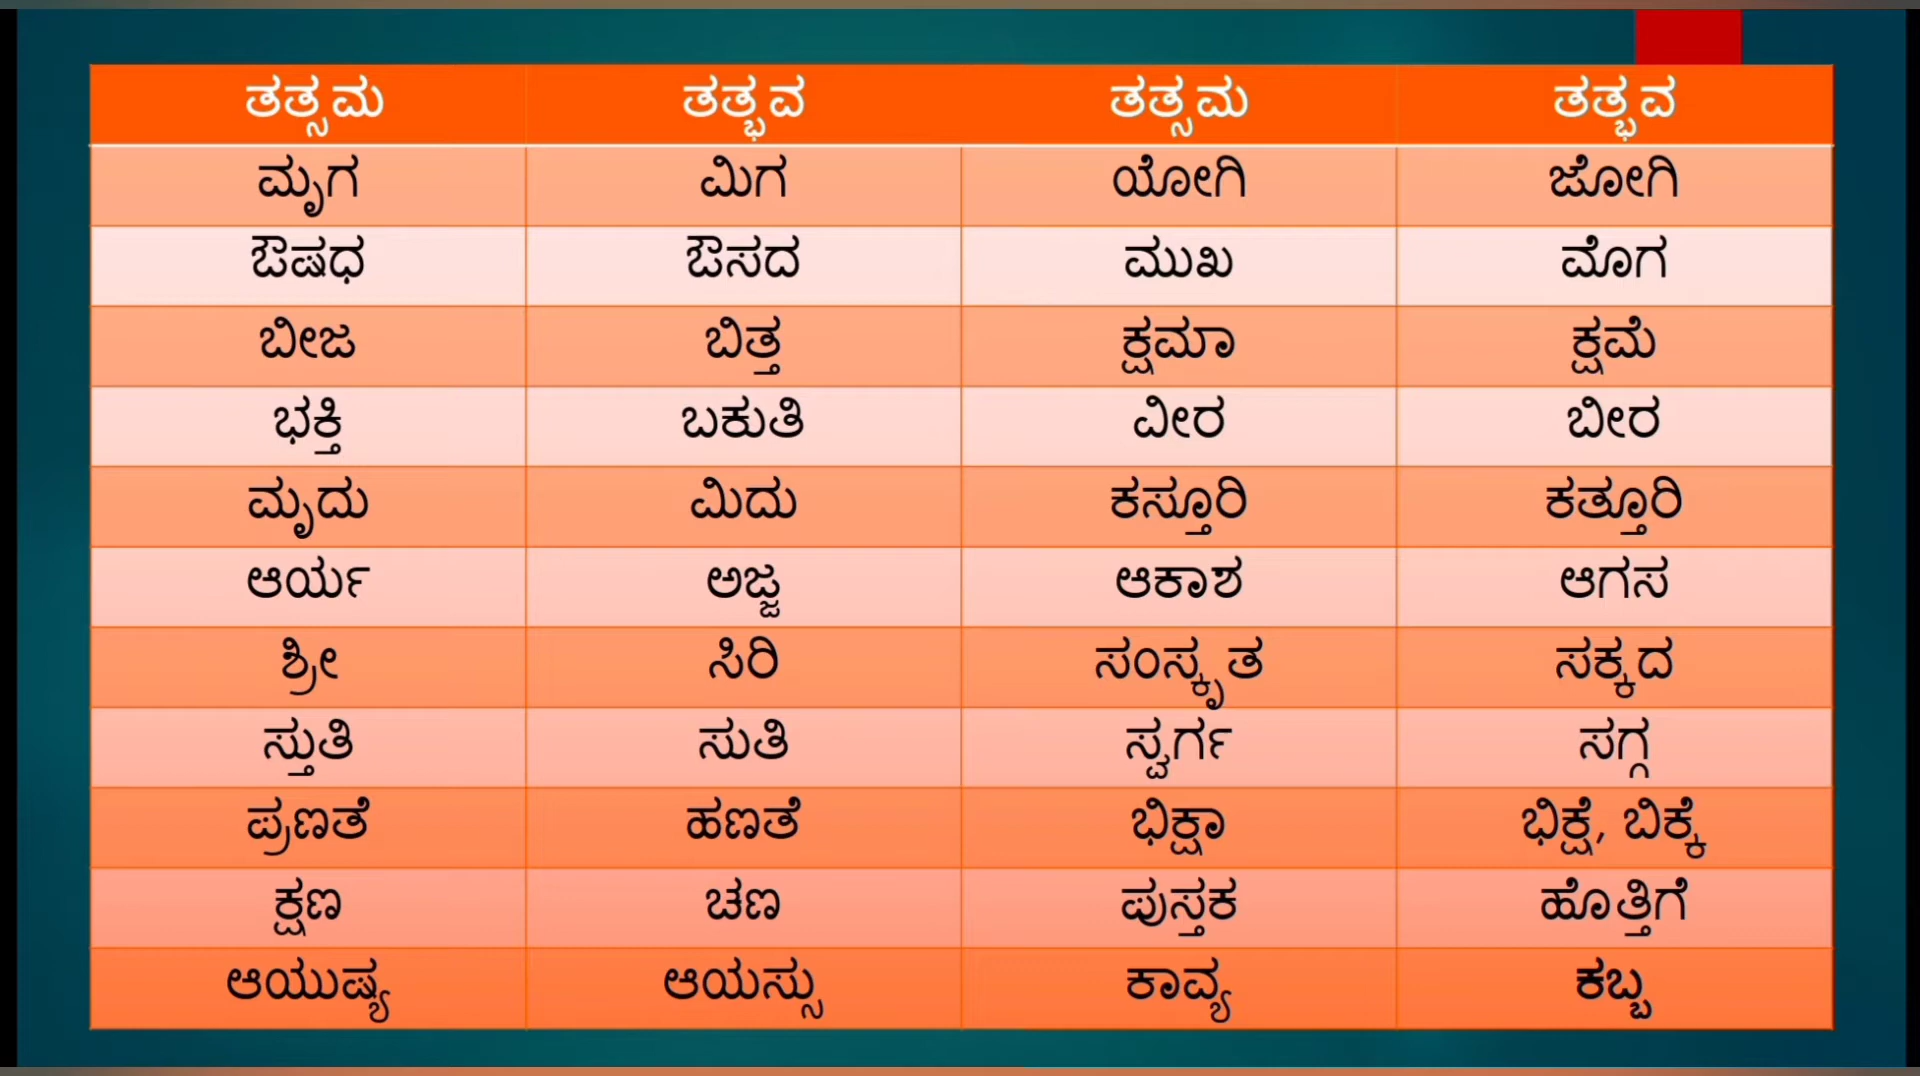 ತತ್ಸಮ ತತ್ಭವ ತತ್ಸಮ ತತ್ಭವ
ಮೃಗ ಮಿಗ ಯೋಗಿ ಜೋಗಿ
ಔಷಧ ಔಸದ ಮುಖ ಮೊಗ
ಬೀಜ ಬಿತ್ತ ಕ್ಷಮಾ ಕ್ಷಮೆ
ಭಕ್ತಿ ಬಕುತಿ ವೀರ ಬೀರ
ಮೃದು ಮಿದು ಕಸ್ತೂರಿ ಕತ್ತೂರಿ
ಆರ್ಯ ಅಜ್ಜ ಆಕಾಶ ಆಗಸ
ಶ್ರೀ ಸಿರಿ ಸಂಸ್ಕೃತ ಸಕ್ಕದ
ಸ್ತುತಿ ಸುತಿ ಸ್ವರ್ಗ ಸಗ್ಗ
ಪ್ರಣತೆ ಹಣತೆ ಭಿಕ್ಷಾ ಭಿಕ್ಷೆ, ಬಿಕ್ಕೆ
ಕ್ಷಣ ಚಣ ಪುಸ್ತಕ ಹೊತ್ತಿಗೆ
ಆಯುಷ್ಯ ಆಯಸ್ಸು ಕಾವ್ಯ ಕಬ್ಬ